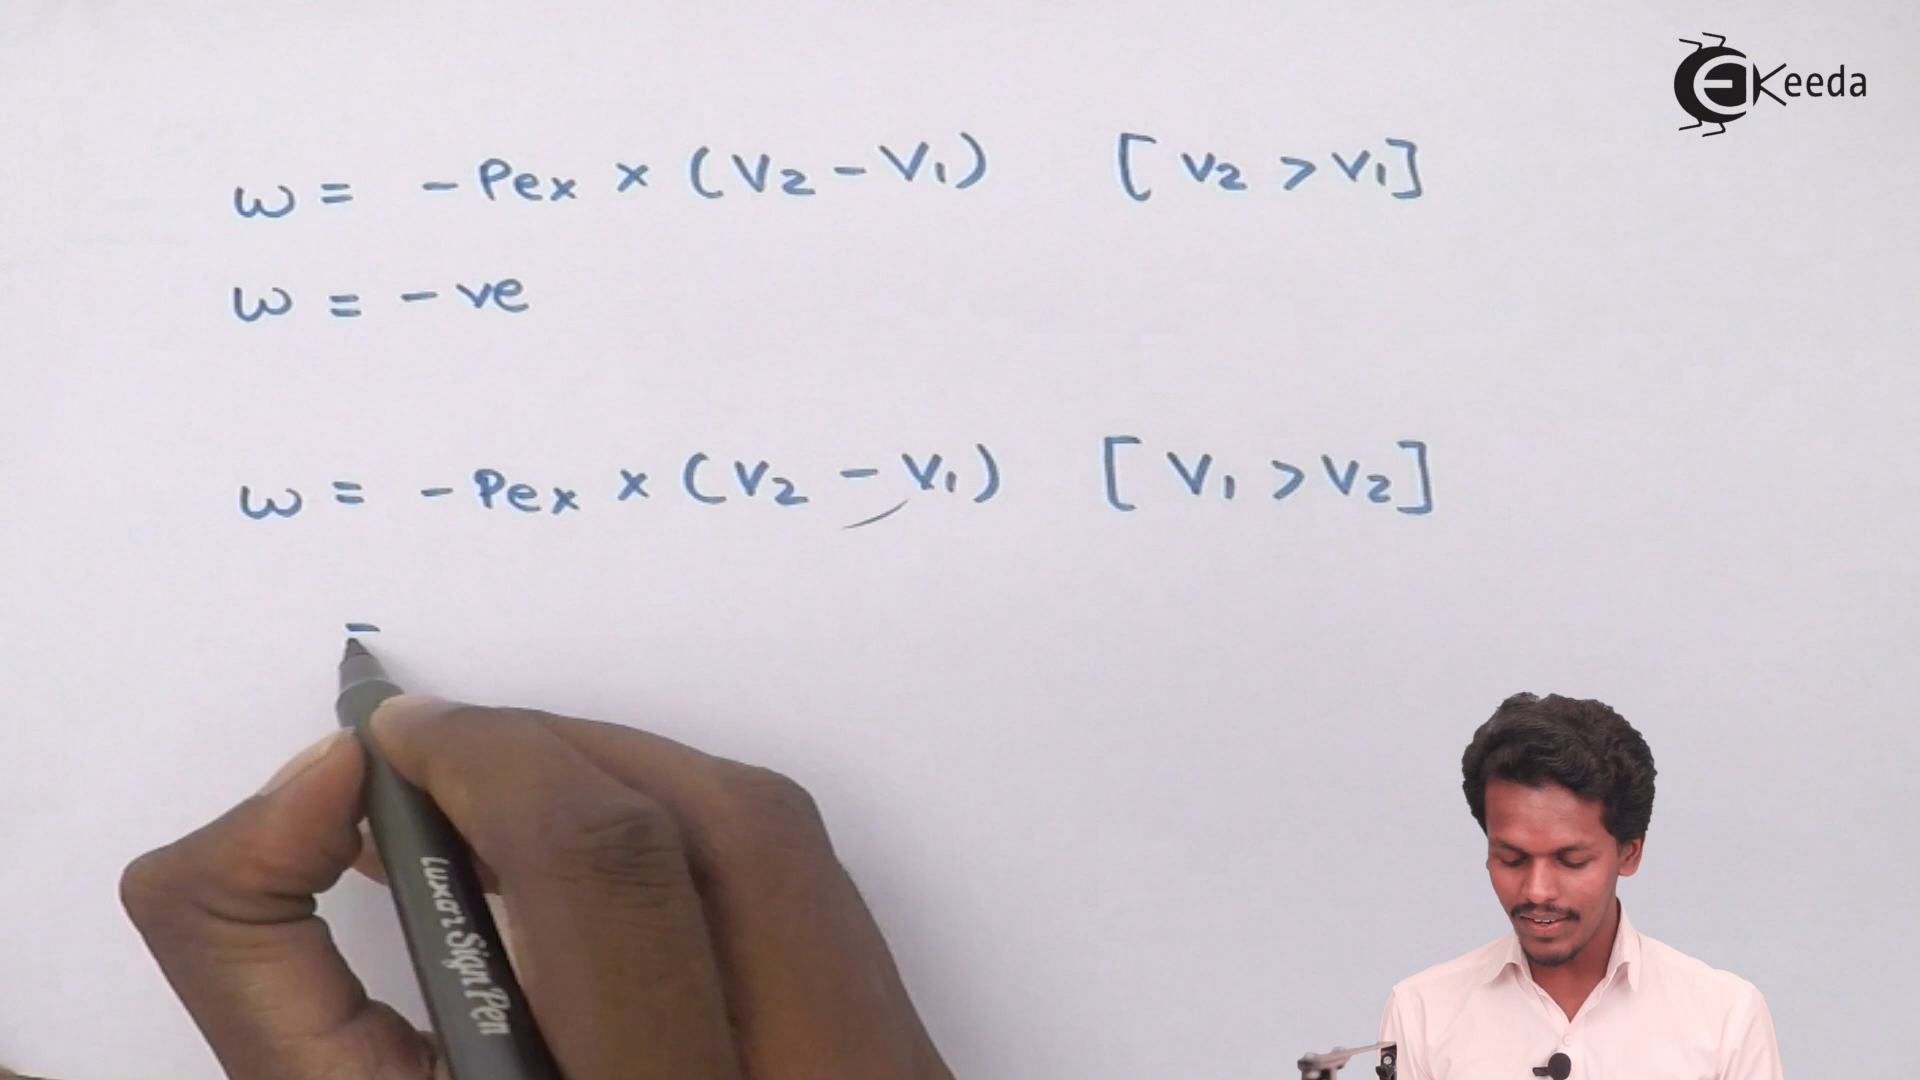 EKeeda
w = - Pex × (V2 - V1) [V2 > V1]
w = - ve
w = - Pex × (V2 - V1) [V1 > V2]
=
Luxor Sign Pen